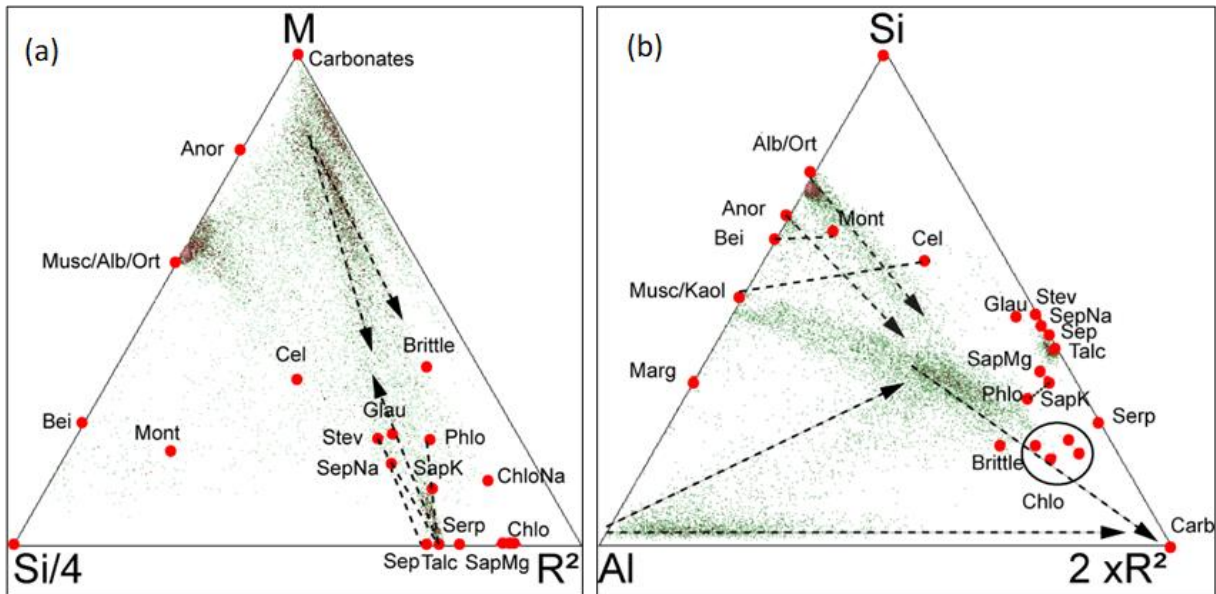 (a)
M
Carbonates
Anor
Musc/Alb/Ort
Brittle
Cel
Glau
Bei
Mont
Stev
Phlo
SepNa
SapK
ChloNa
Serp
Chlo
Sep Talc SapMg
Si/4
R²
(b)
Si
Alb/Ort
Anor
Mont
Bei
Cel
Musc/Kaol
Glau
Stev
SepNa
Sep
Talc
SapMg
Marg
Phlo
SapK
Serp
Brittle
Chlo
Carb
Al
2 xR²